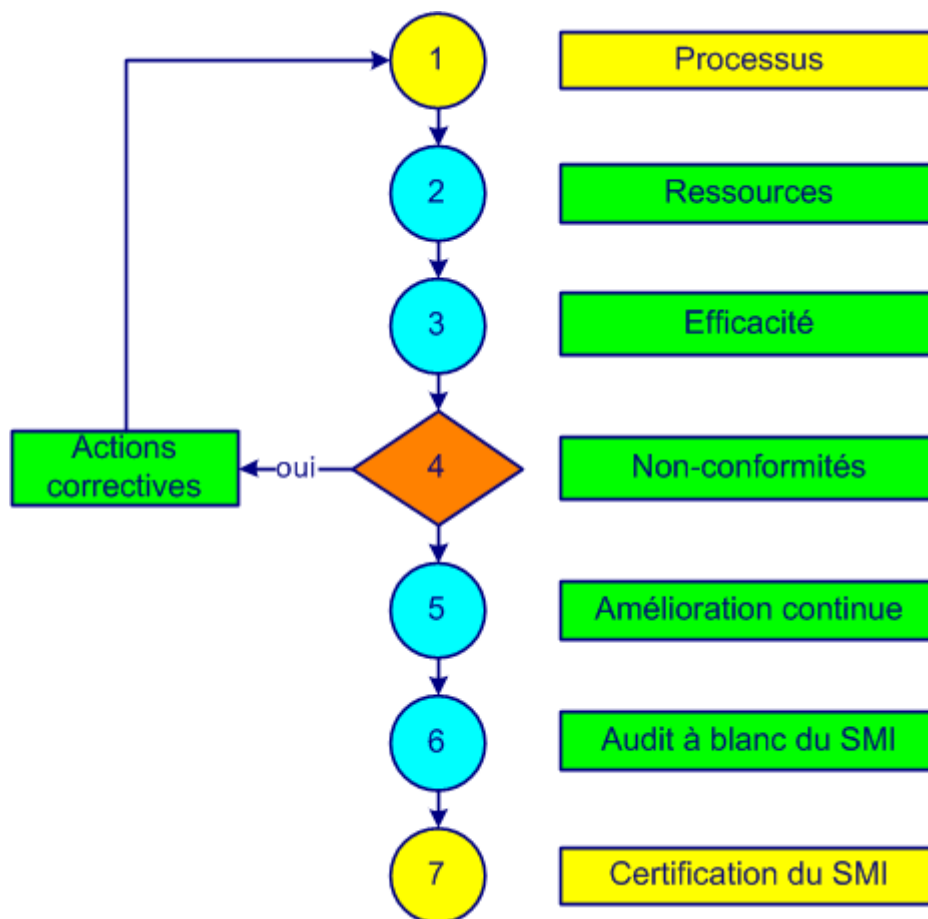 1
Processus
2
Ressources
3
Efficacité
Actions
correctives
oui
4
Non-conformités
5
Amélioration continue
6
Audit à blanc du SMI
7
Certification du SMI